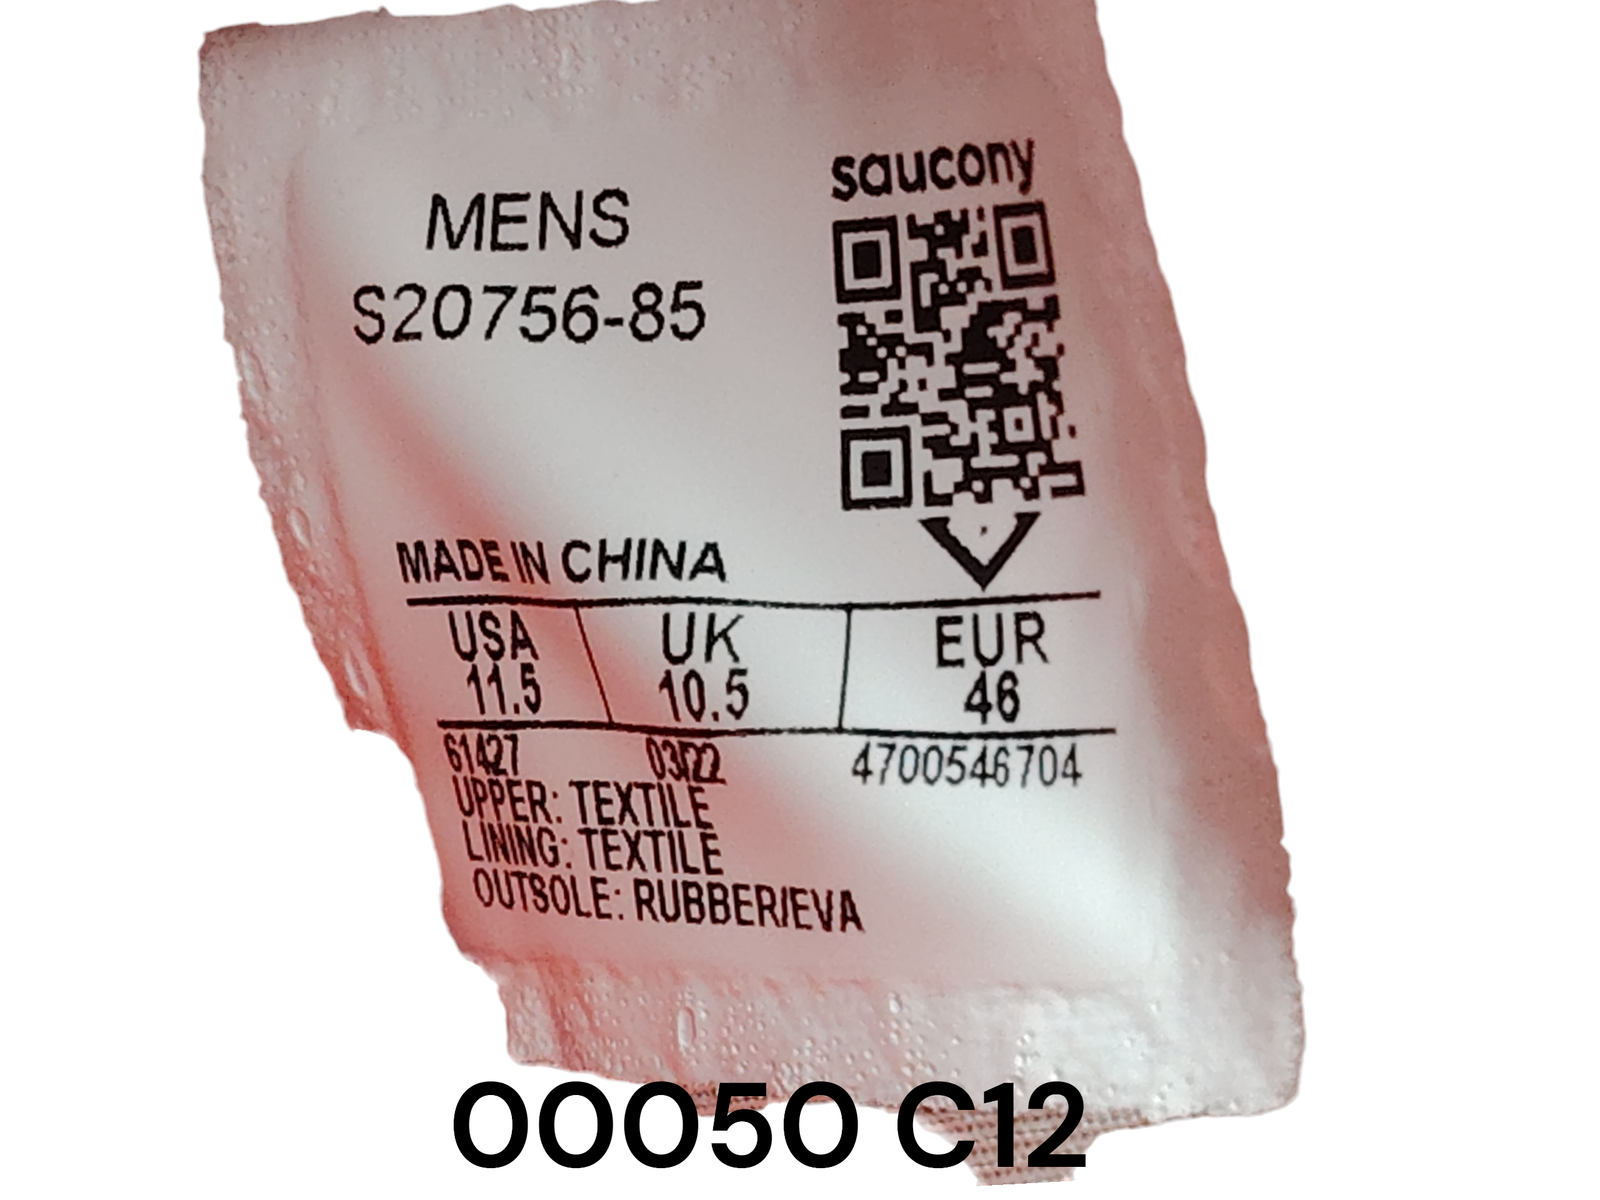 saucony
MENS
S20756-85
MADE IN CHINA
USA UK EUR
11.5 10.5 46
61427 03/22 4700546704
UPPER: TEXTILE
LINING: TEXTILE
OUTSOLE: RUBBER/EVA
00050 C12